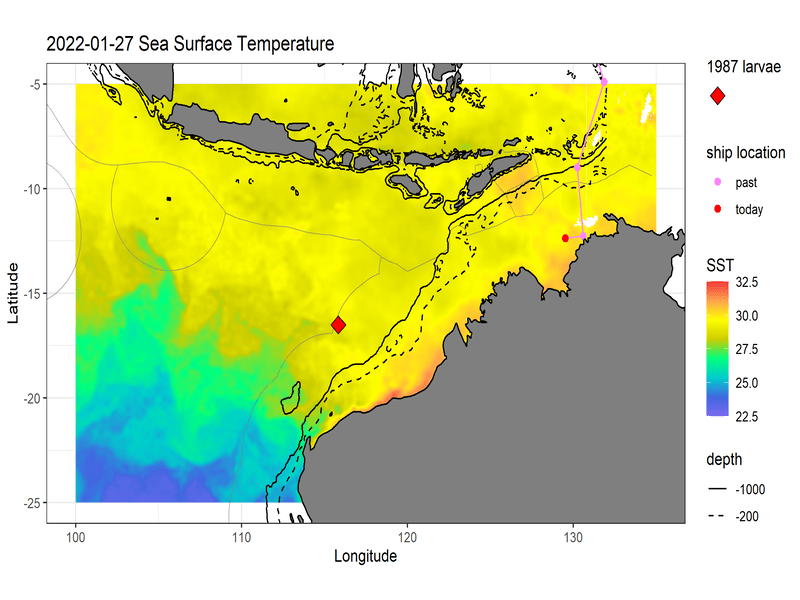 2022-01-27 Sea Surface Temperature
-5
-10
-15
-20
-25
Latitude
100
110
120
130
Longitude
1987 larvae
ship location
past
today
SST
32.5
30.0
27.5
25.0
22.5
depth
-1000
-200